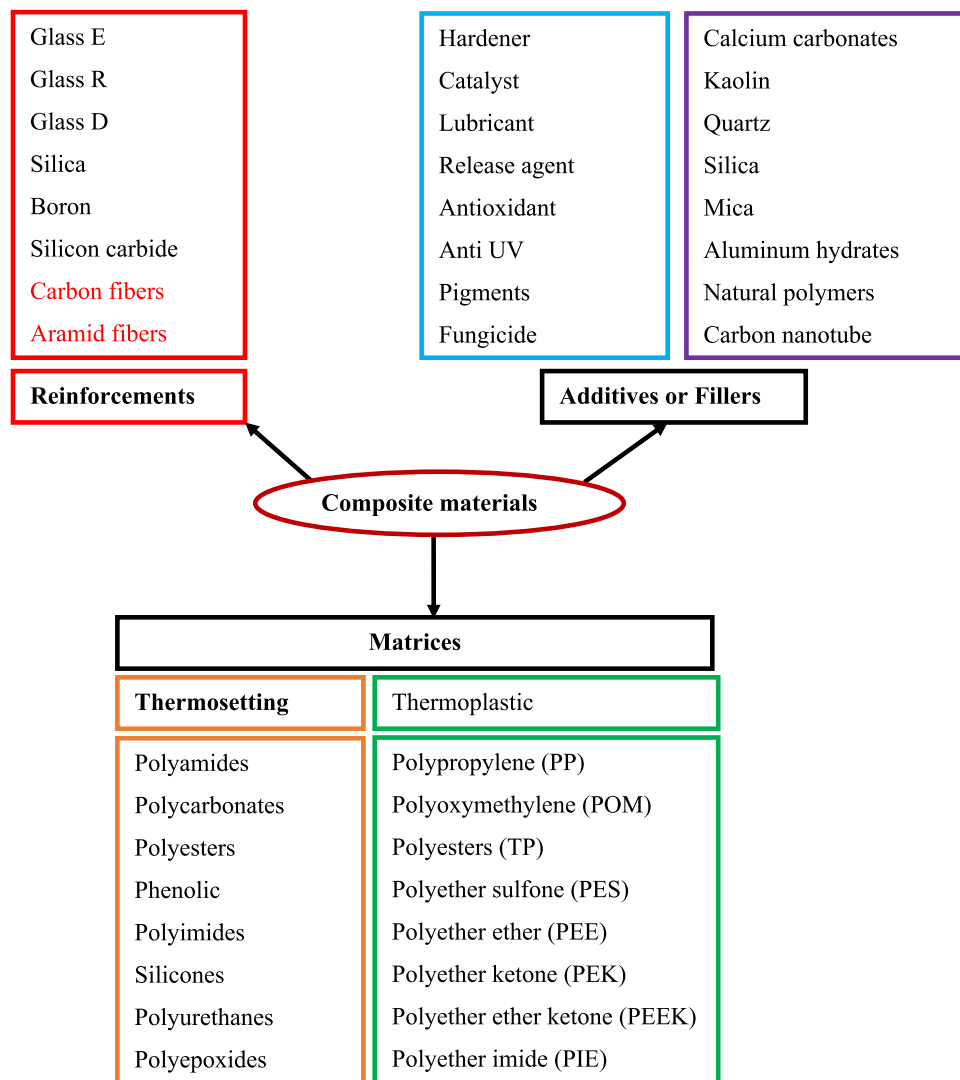 Glass E
Glass R
Glass D
Silica
Boron
Silicon carbide
Carbon fibers
Aramid fibers
Reinforcements
Hardener
Catalyst
Lubricant
Release agent
Antioxidant
Anti UV
Pigments
Fungicide
Calcium carbonates
Kaolin
Quartz
Silica
Mica
Aluminum hydrates
Natural polymers
Carbon nanotube
Additives or Fillers
Composite materials
Matrices
Thermosetting
Polyamides
Polycarbonates
Polyesters
Phenolic
Polyimides
Silicones
Polyurethanes
Polyepoxides
Thermoplastic
Polypropylene (PP)
Polyoxymethylene (POM)
Polyesters (TP)
Polyether sulfone (PES)
Polyether ether (PEE)
Polyether ketone (PEK)
Polyether ether ketone (PEEK)
Polyether imide (PIE)